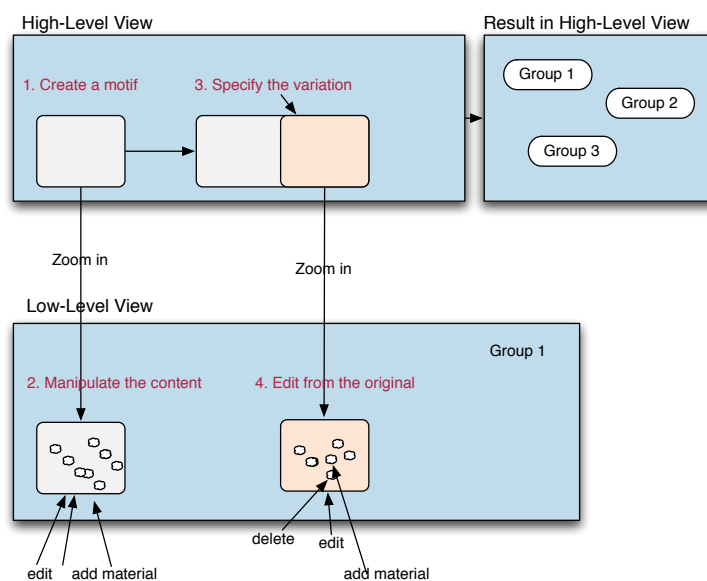 High-Level View
Result in High-Level View
1. Create a motif
3. Specify the variation
Group 1
Group 2
Group 3
Zoom in
Zoom in
Low-Level View
Group 1
2. Manipulate the content
4. Edit from the original
delete
edit
edit
add material
add material